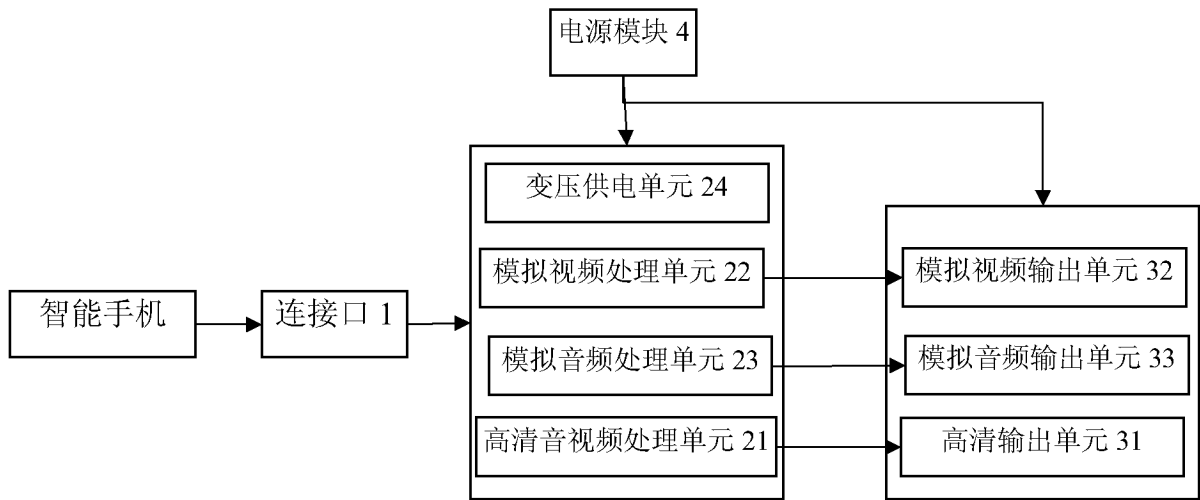 电源模块 4
变压供电单元 24
模拟视频处理单元 22
模拟视频输出单元 32
智能手机
连接口 1
模拟音频处理单元 23
模拟音频输出单元 33
高清音视频处理单元 21
高清输出单元 31